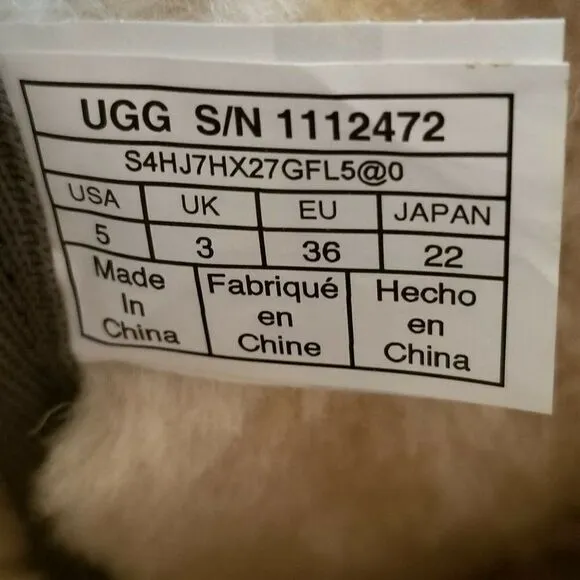 UGG S/N 1112472
S4HJ7HX27GFL5@0
USA UK EU JAPAN
5 3 36 22
Made In China
Fabriqué en Chine
Hecho en China